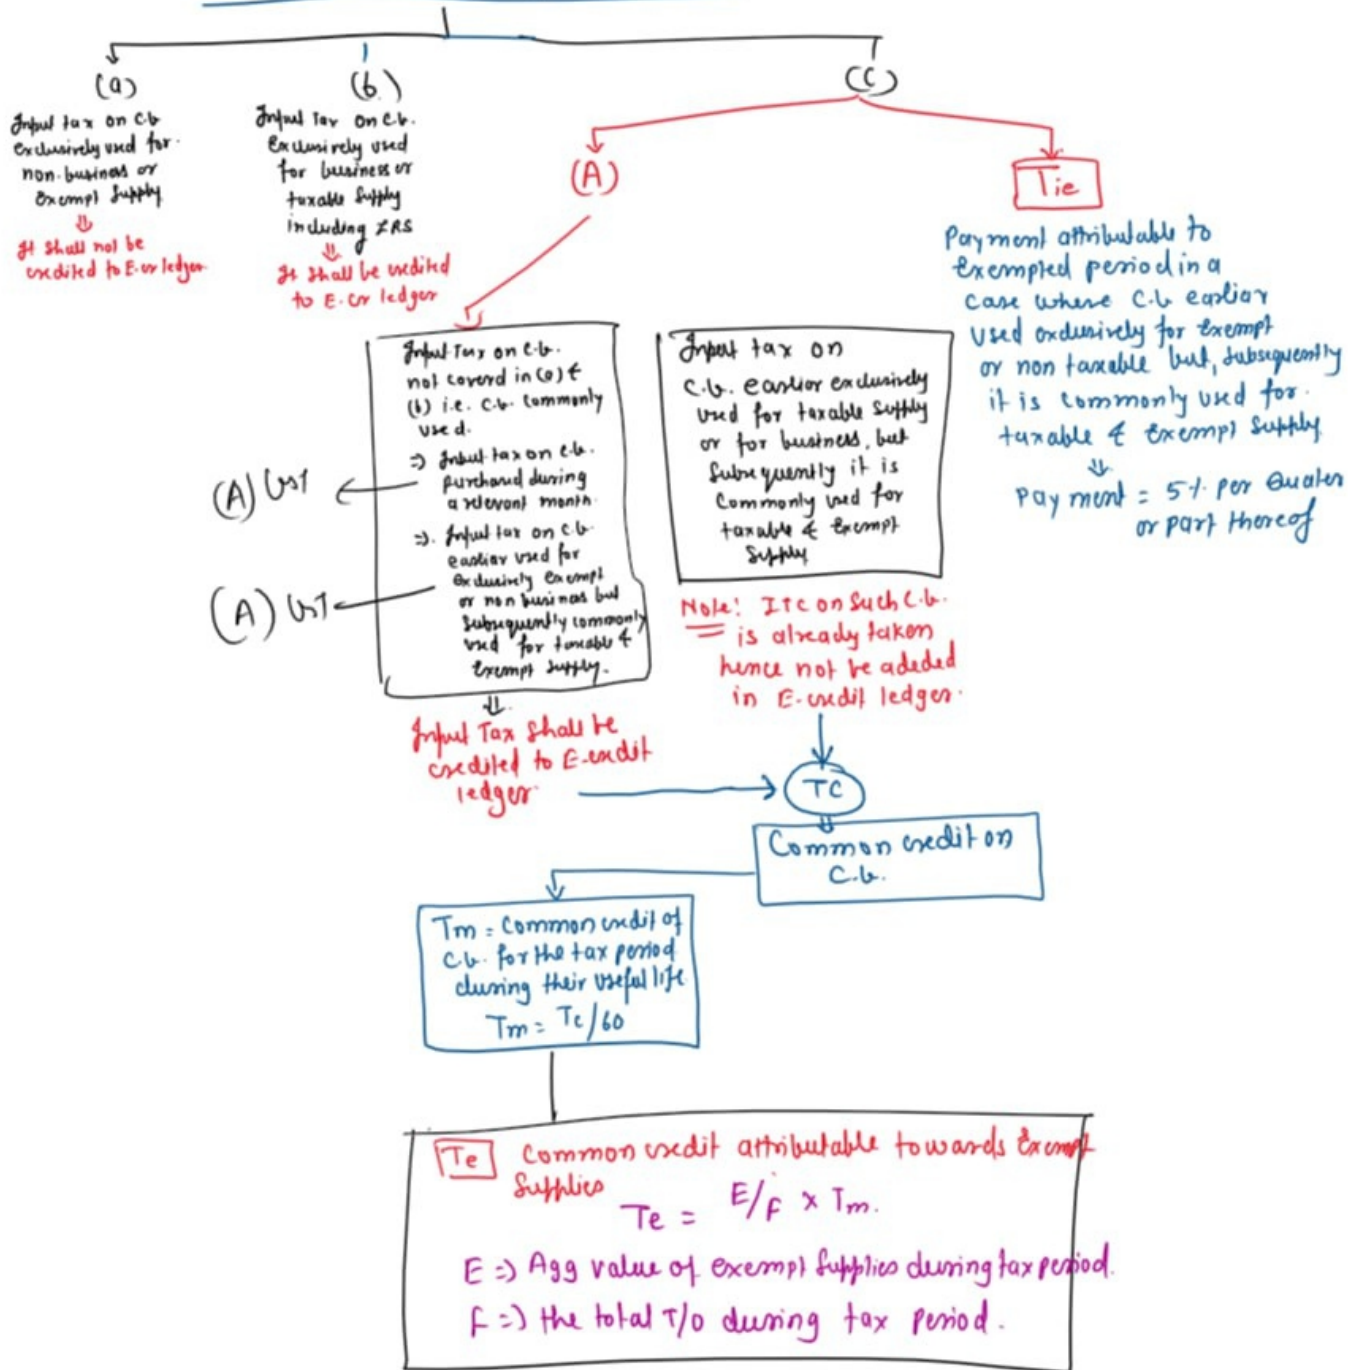 (a)
Input tax on C.G
Exclusively used for
non-business or
Exempt Supply
⇓
It shall not be
credited to E-cr ledger.
(b)
Input Tax on C.G.
Exclusively used
for business or
taxable Supply
including ZRS
⇓
It shall be credited
to E.Cr ledger
(C)
(A)
Input Tax on C.G.
not coverd in (a) &
(b) i.e. C.G. Commonly
used.
⇒ Input tax on C.G.
purchased during
a relevant month.
⇒. Input tax on C.G.
eastiar used for
exclusively Exempt
or non business but
Subsequently commonly
used for taxable &
Exempt supply.
(A) Cost
(A) Cost
⇓
Input Tax Shall be
credited to E-credit
ledger.
Input tax on
C.G. eastior exclusively
Used for taxable Supply
or for business, but
Subsequently it is
Commonly used for
taxable & Exempt
Supply
Note: ITC on Such C.G.
is already taken
hence not be adeded
in E-credit ledger.
Tie
Payment attributable to
Exempted period in a
case where C.G eastiar
used exclusively for Exempt
or non taxable but, subsequently
it is commonly used for
taxable & Exempt Supply
⇓
Payment = 5% per Quater
or part thereof
TC
⇓
Common credit on
C.G.
Tm = Common credit of
C.G. for the tax period
during their useful life
Tm = Tc/60
Te Common credit attributable towards Exempt
Supplies
Te = E/F × Tm.
E ⇒ Agg value of exempt Supplies during tax period.
F ⇒ the total T/O during tax period.